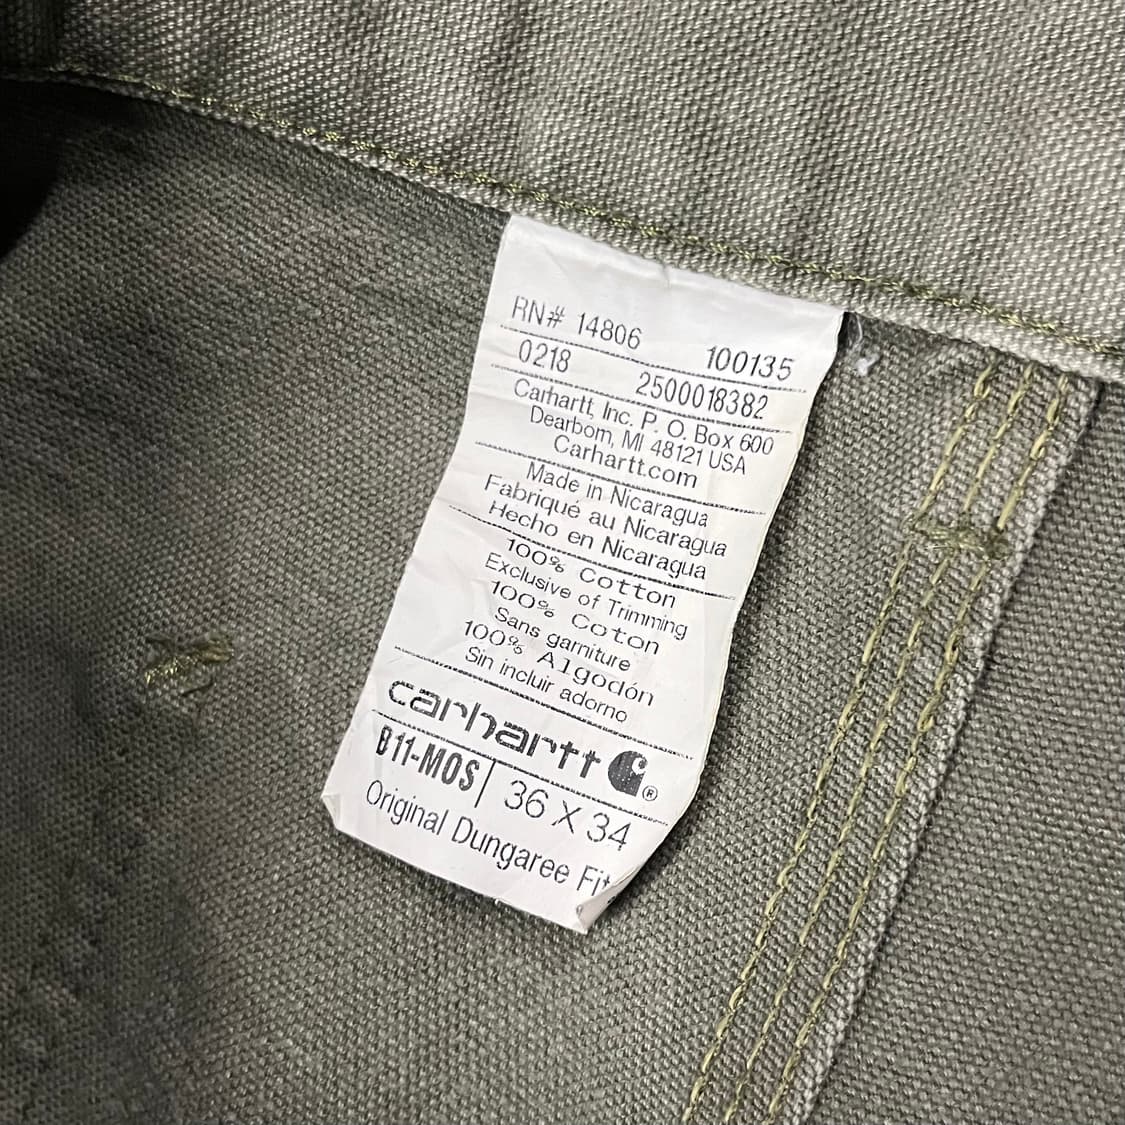 RN# 14806 100135
0218 2500018382
Carhartt, Inc. P. O. Box 600
Dearborn, MI 48121 USA
Carhartt.com
Made in Nicaragua
Fabriqué au Nicaragua
Hecho en Nicaragua
100% Cotton
Exclusive of Trimming
100% Coton
Sans garniture
100% Algodón
Sin incluir adorno
carhartt ®
B11-MOS 36 X 34
Original Dungaree Fit